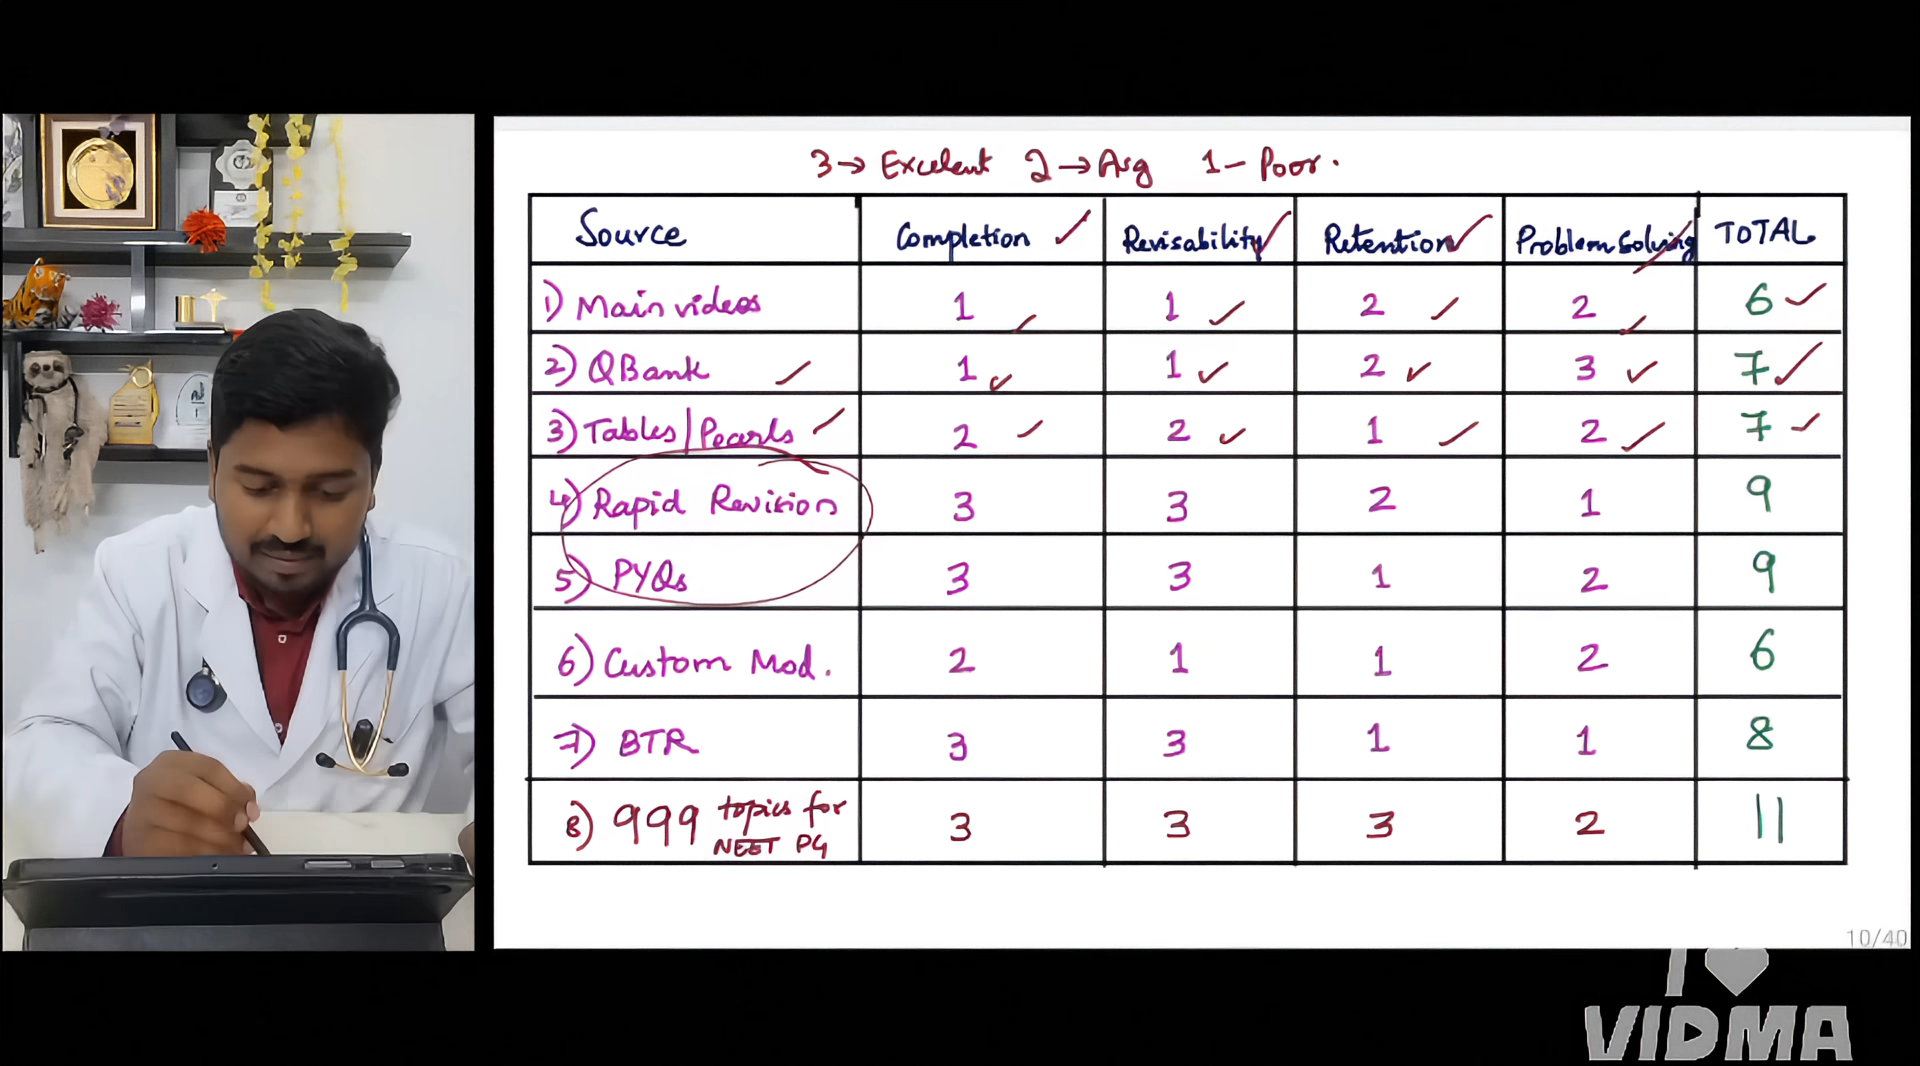 3→ Excelent 2→Avg 1– Poor.
Source Completion Revisability Retention Problem Solving TOTAL
1) Main videos 1 1 2 2 6
2) QBank 1 1 2 3 7
3) Tables/Pearls 2 2 1 2 7
4) Rapid Revision 3 3 2 1 9
5) PYQs 3 3 1 2 9
6) Custom Mod. 2 1 1 2 6
7) BTR 3 3 1 1 8
8) 999 topics for NEET PG 3 3 3 2 11
10/40
I
VIDMA